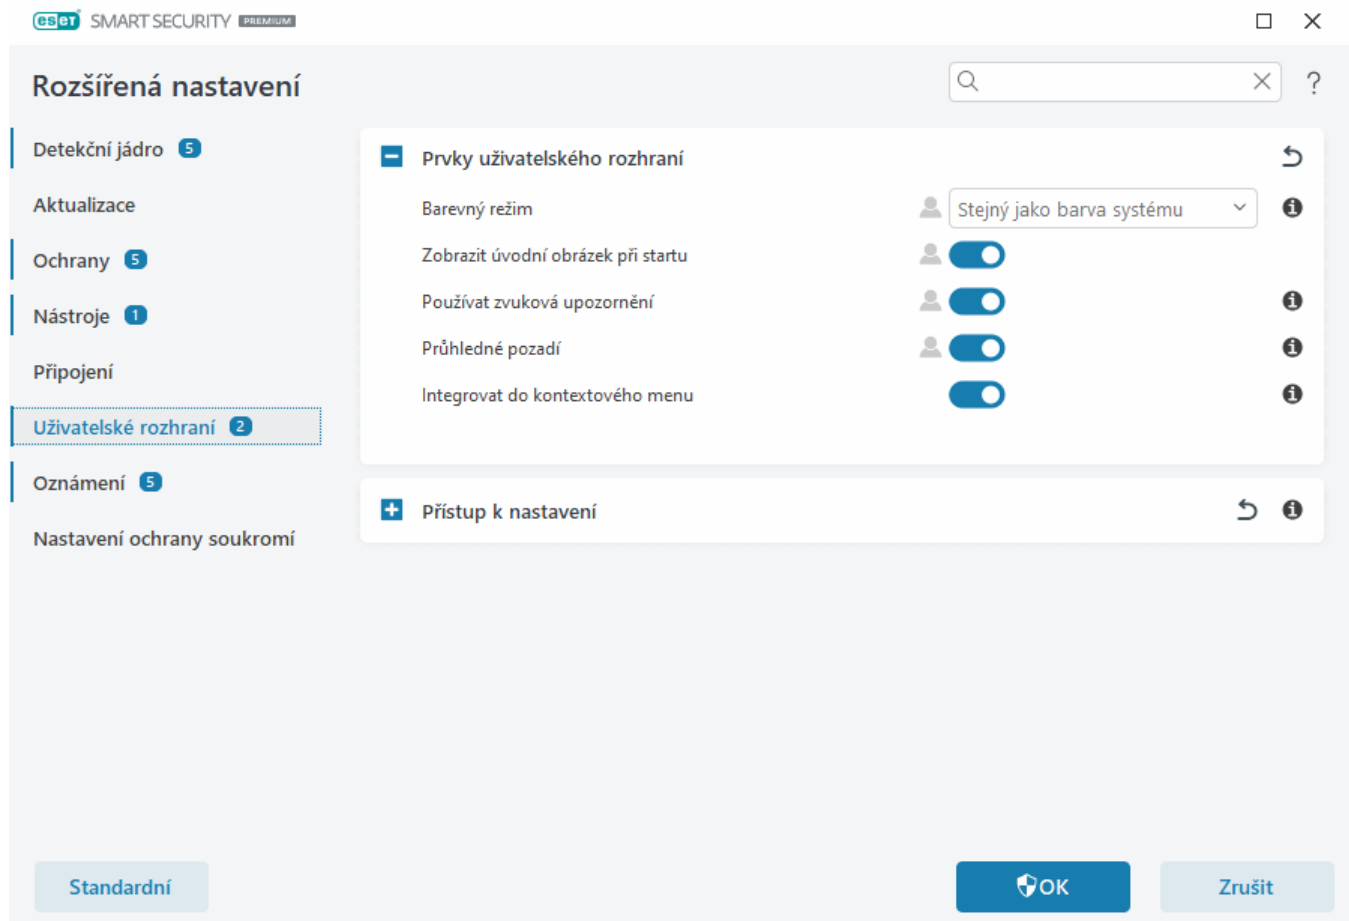 eset SMART SECURITY PREMIUM
Rozšířená nastavení
?
Detekční jádro 5
Aktualizace
Ochrany 5
Nástroje 1
Připojení
Uživatelské rozhraní 2
Oznámení 5
Nastavení ochrany soukromí
Prvky uživatelského rozhraní
Barevný režim Stejný jako barva systému
Zobrazit úvodní obrázek při startu
Používat zvuková upozornění
Průhledné pozadí
Integrovat do kontextového menu
Přístup k nastavení
Standardní OK Zrušit